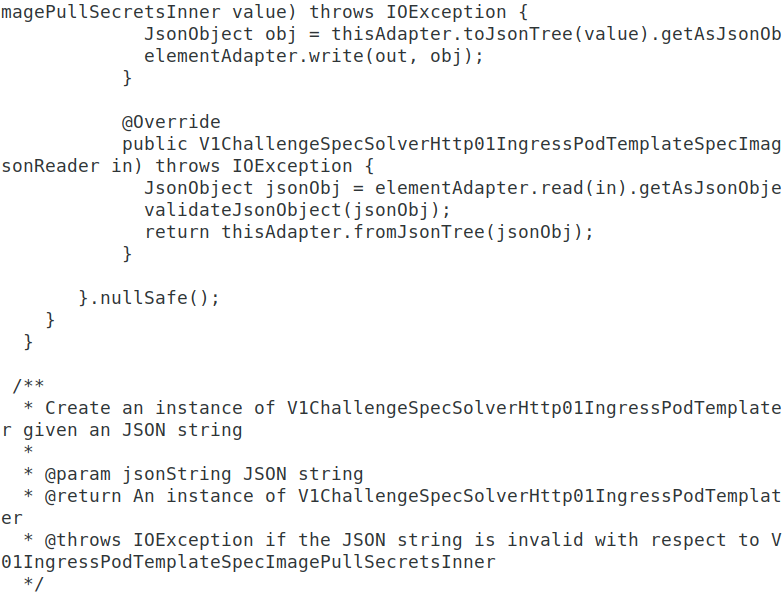 magePullSecretsInner value) throws IOException {
             JsonObject obj = thisAdapter.toJsonTree(value).getAsJsonOb
             elementAdapter.write(out, obj);
           }

           @Override
           public V1ChallengeSpecSolverHttp01IngressPodTemplateSpecImag
sonReader in) throws IOException {
             JsonObject jsonObj = elementAdapter.read(in).getAsJsonObje
             validateJsonObject(jsonObj);
             return thisAdapter.fromJsonTree(jsonObj);
           }

       }.nullSafe();
    }
  }

 /**
  * Create an instance of V1ChallengeSpecSolverHttp01IngressPodTemplate
r given an JSON string
  *
  * @param jsonString JSON string
  * @return An instance of V1ChallengeSpecSolverHttp01IngressPodTemplat
er
  * @throws IOException if the JSON string is invalid with respect to V
01IngressPodTemplateSpecImagePullSecretsInner
  */